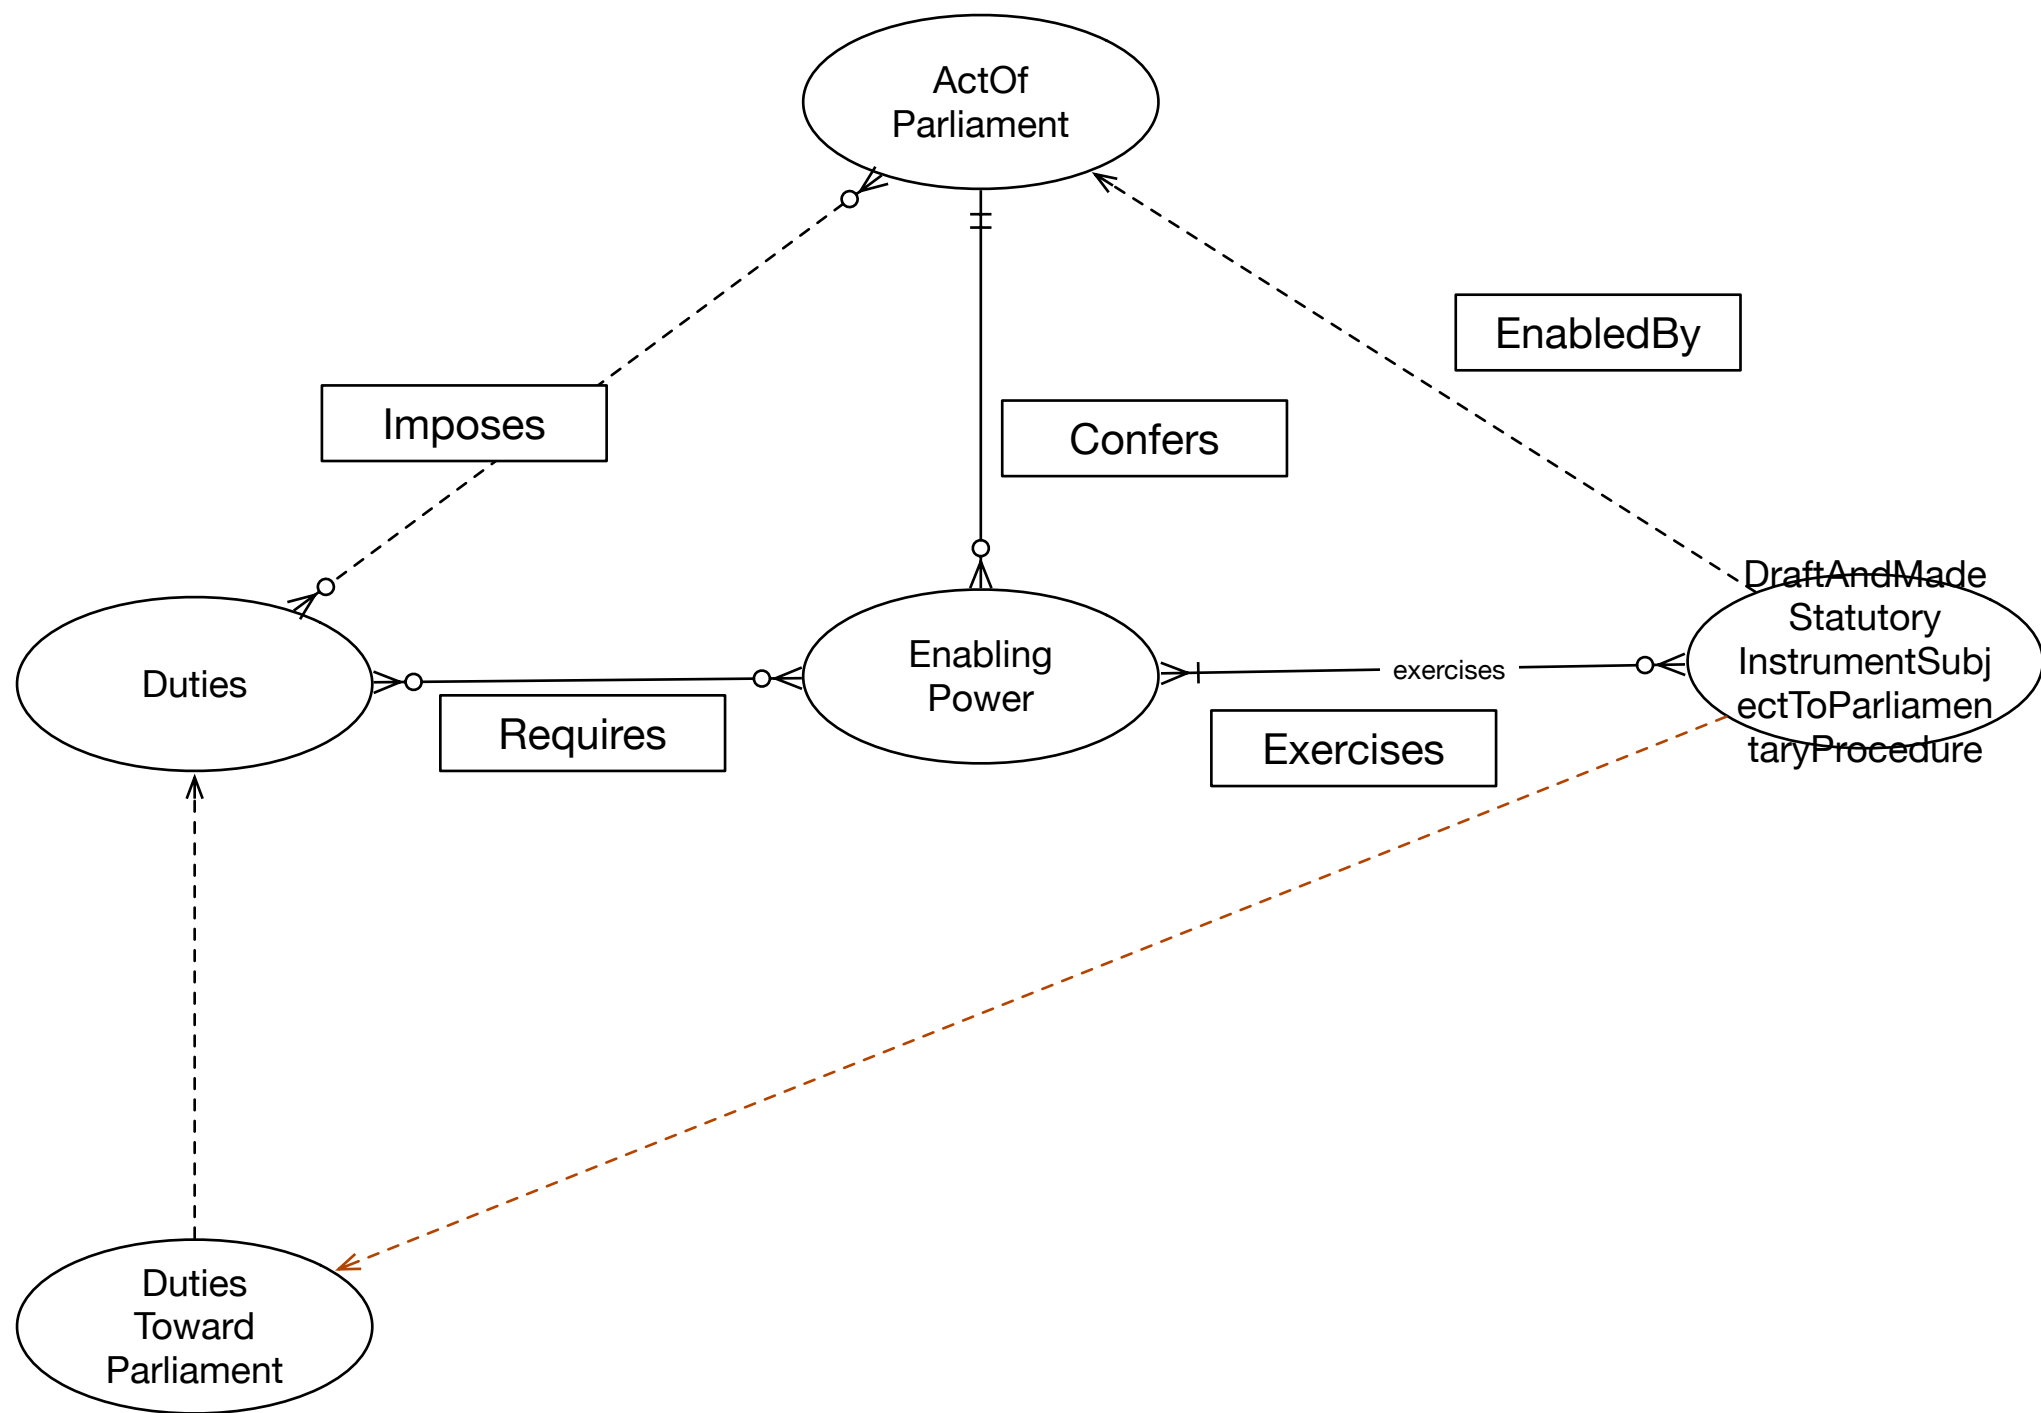 ActOf
Parliament
EnabledBy
Imposes
Confers
DraftAndMade
Statutory
InstrumentSubj
ectToParliamen
taryProcedure
Enabling
Power
exercises
Duties
Requires
Exercises
Duties
Toward
Parliament